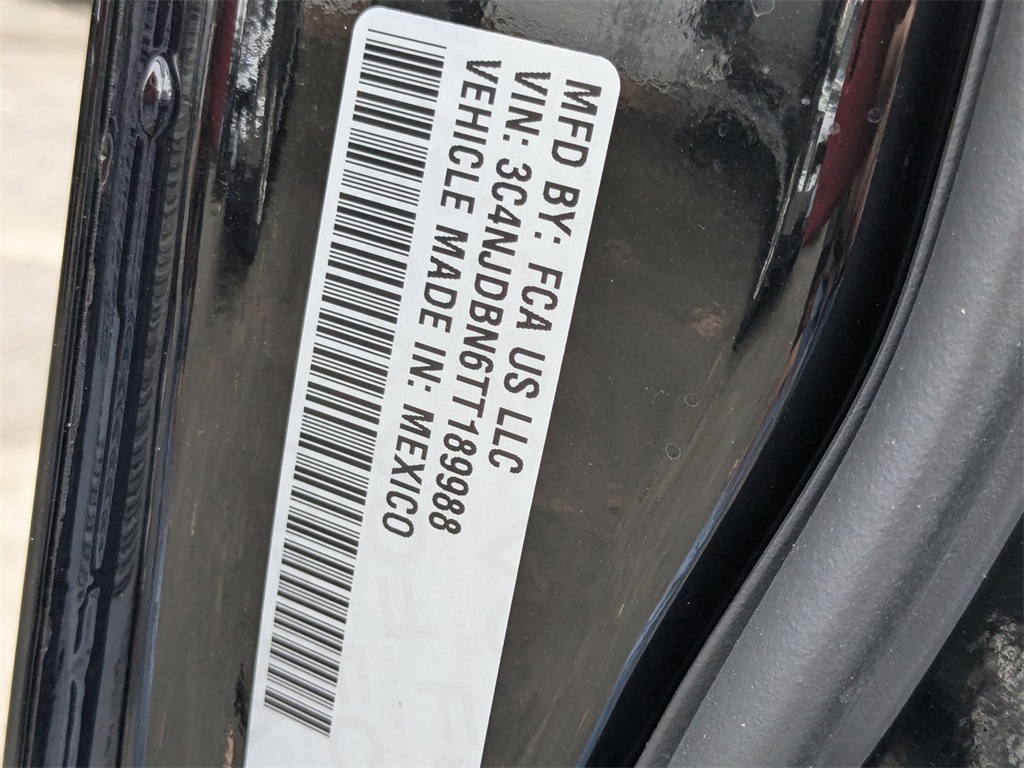 MFD BY: FCA US LLC
VIN: 3C4NJDBN6TT189988
VEHICLE MADE IN: MEXICO